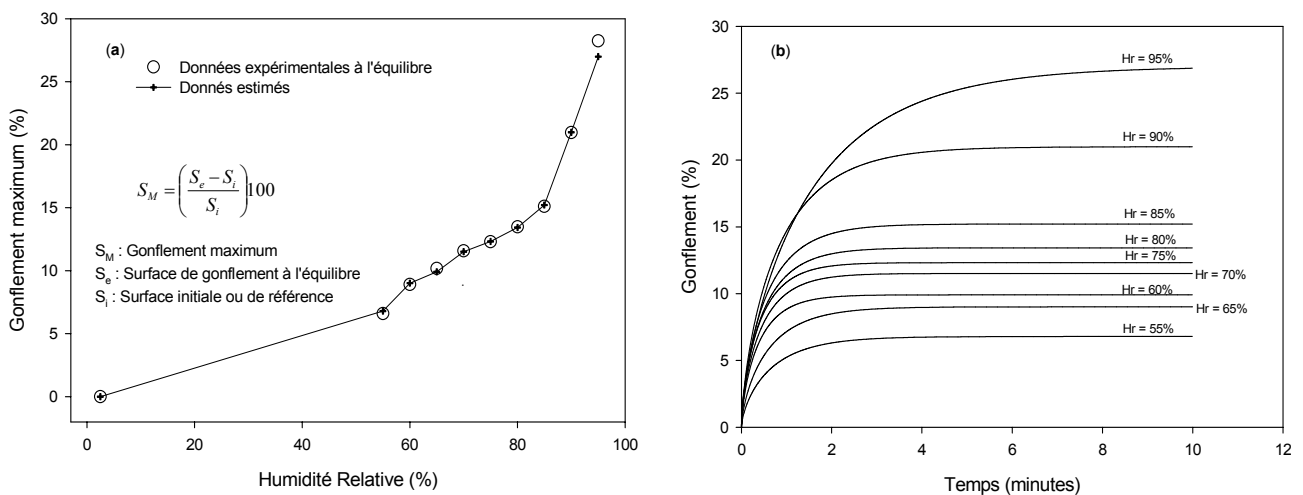 (a)
Données expérimentales à l'équilibre
Donnés estimés
S_M = ((S_e − S_i) / S_i) 100
S_M : Gonflement maximum
S_e : Surface de gonflement à l'équilibre
S_i : Surface initiale ou de référence
Gonflement maximum (%)
30
25
20
15
10
5
0
0 20 40 60 80 100
Humidité Relative (%)
(b)
Hr = 95%
Hr = 90%
Hr = 85%
Hr = 80%
Hr = 75%
Hr = 70%
Hr = 60%
Hr = 65%
Hr = 55%
Gonflement (%)
30
25
20
15
10
5
0
0 2 4 6 8 10 12
Temps (minutes)